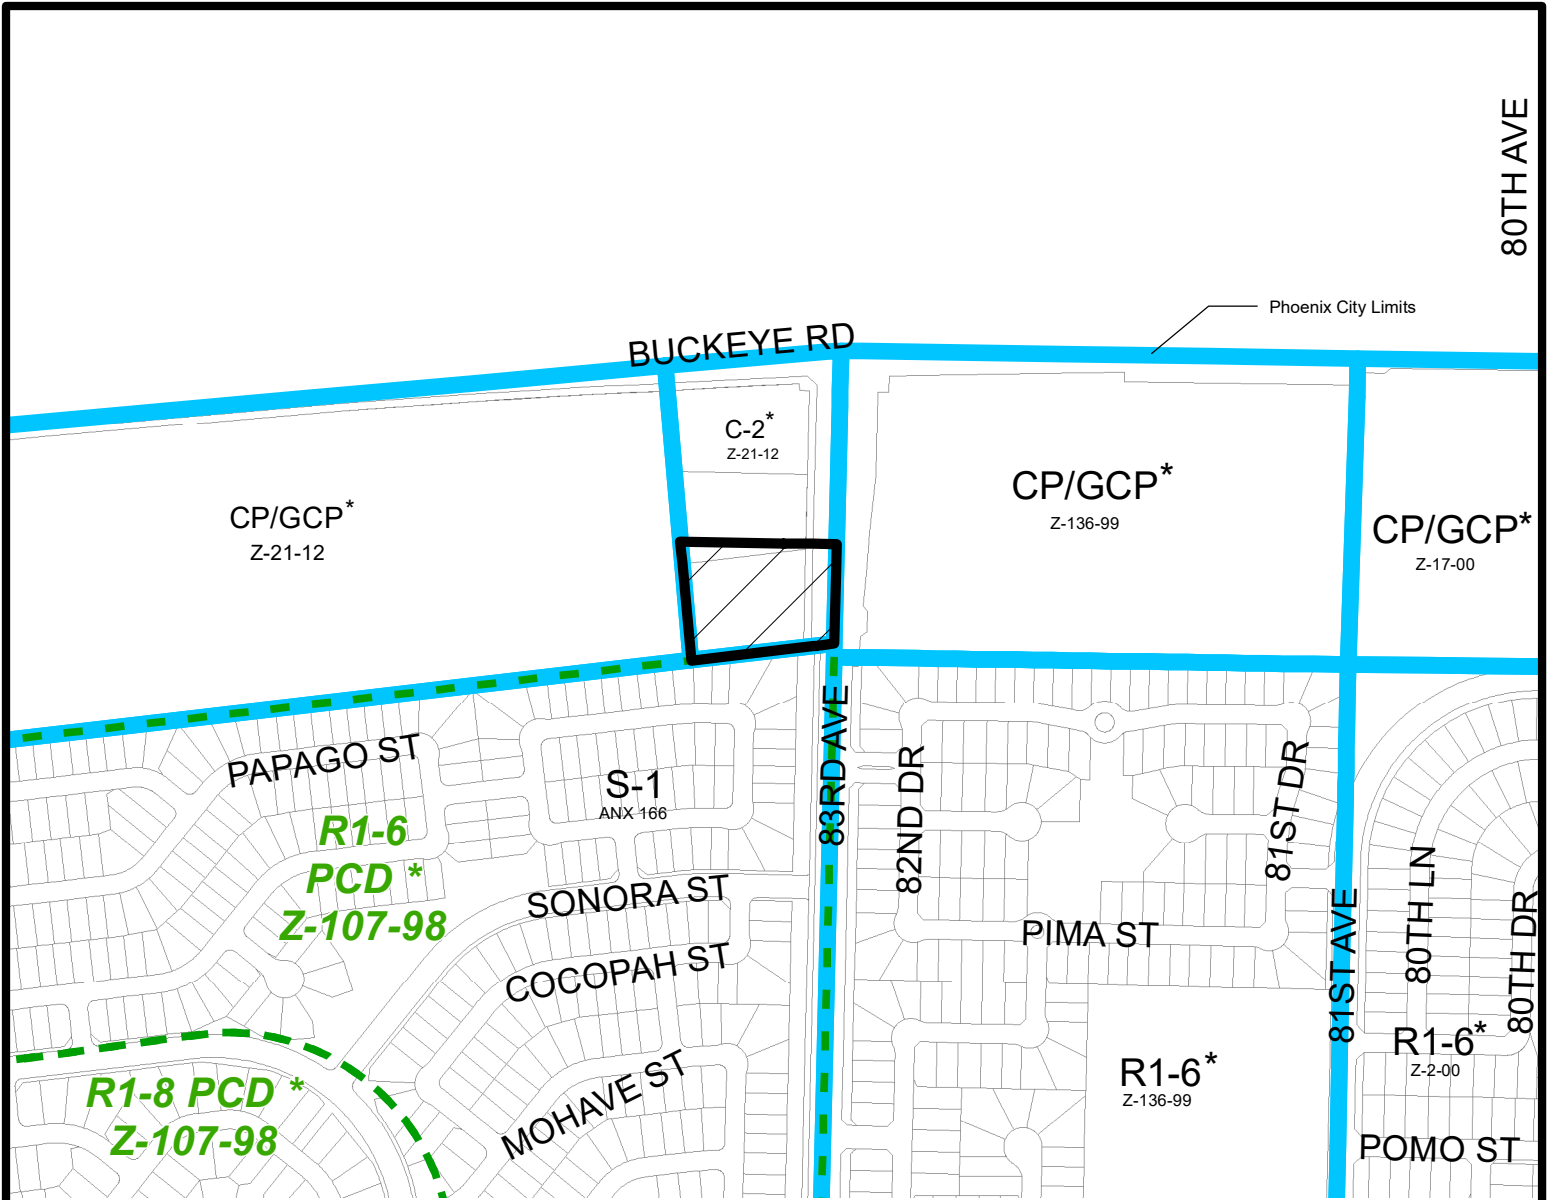 80TH AVE
Phoenix City Limits
BUCKEYE RD
C-2*
Z-21-12
CP/GCP*
Z-136-99
CP/GCP*
Z-21-12
CP/GCP*
Z-17-00
83RD AVE
82ND DR
81ST DR
PAPAGO ST
S-1
ANX 166
R1-6
PCD *
Z-107-98
SONORA ST
COCOPAH ST
PIMA ST
81ST AVE
80TH LN
80TH DR
R1-6*
Z-2-00
R1-6*
Z-136-99
R1-8 PCD *
Z-107-98
MOHAVE ST
POMO ST